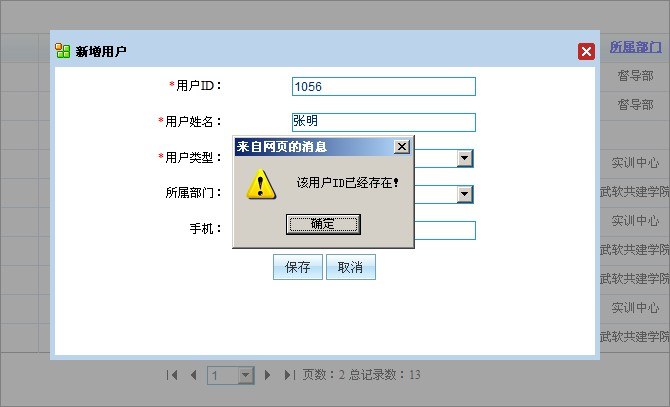 新增用户
所属部门
*用户ID：
1056
督导部
督导部
*用户姓名：
张明
来自网页的消息
*用户类型：
实训中心
该用户ID已经存在!
所属部门：
武软共建学院
确定
手机：
实训中心
武软共建学院
保存
取消
武软共建学院
实训中心
武软共建学院
1
页数：2 总记录数：13